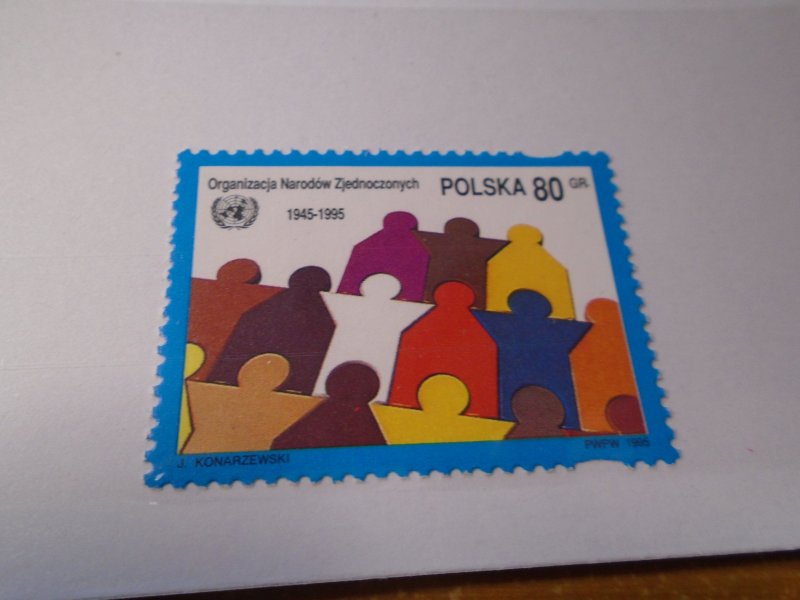 Organizacja Narodów Zjednoczonych
POLSKA 80 GR.
1945-1995
J. KONARZEWSKI
PWPW 1995